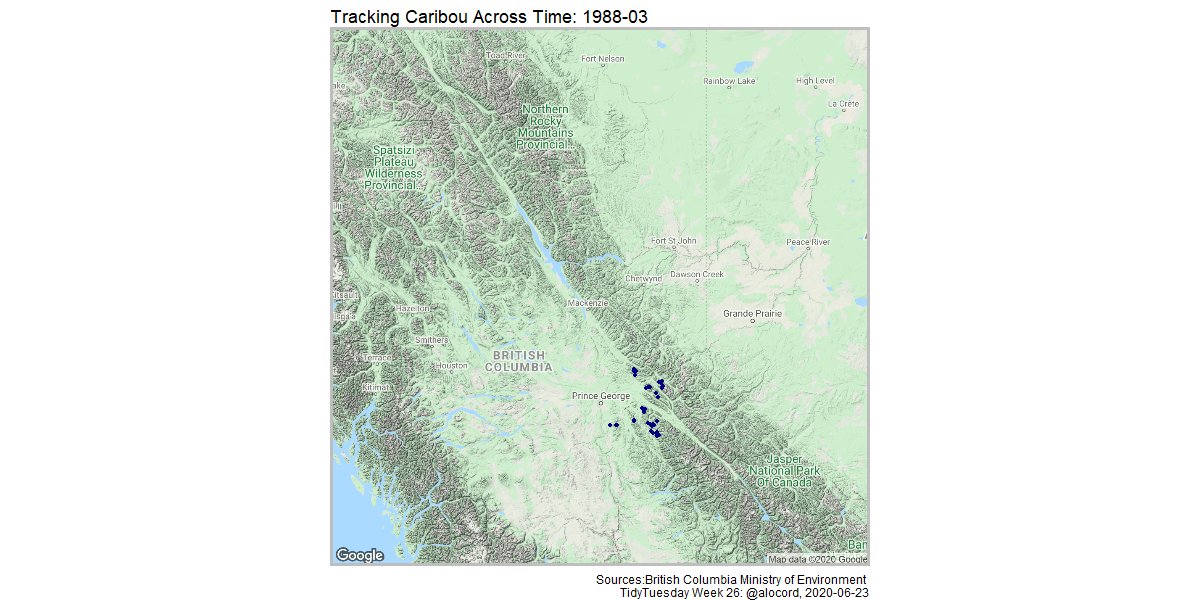 Tracking Caribou Across Time: 1988-03
Toad River
Fort Nelson
Rainbow Lake
High Level
La Crête
Northern
Rocky
Mountains
Provincial...
Spatsizi
Plateau
Wilderness
Provincial...
Fort St John
Peace River
Chetwynd
Dawson Creek
Mackenzie
Hazelton
Grande Prairie
Smithers
Terrace
Houston
BRITISH
COLUMBIA
Kitimat
Prince George
Jasper
National Park
Of Canada
Ban
Google
Map data ©2020 Google
Sources:British Columbia Ministry of Environment
TidyTuesday Week 26: @alocord, 2020-06-23